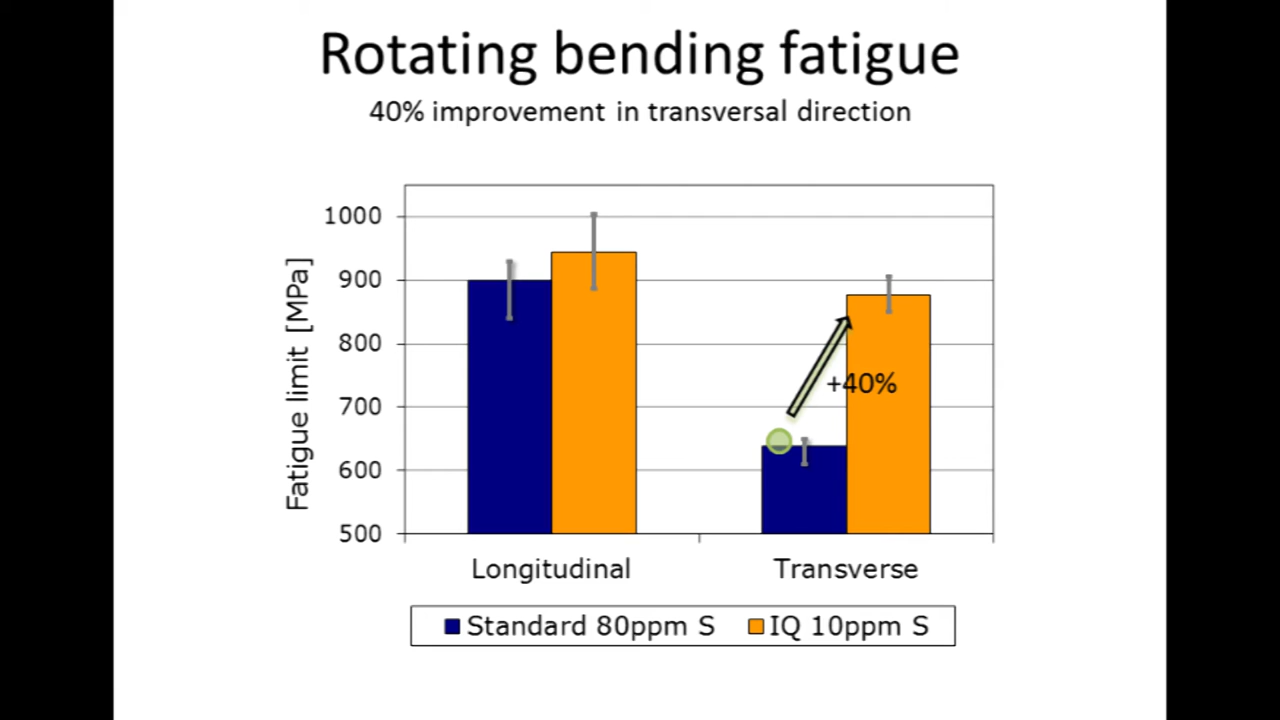 Rotating bending fatigue
40% improvement in transversal direction
1000
900
800
700
600
500
Fatigue limit [MPa]
+40%
Longitudinal
Transverse
Standard 80ppm S
IQ 10ppm S